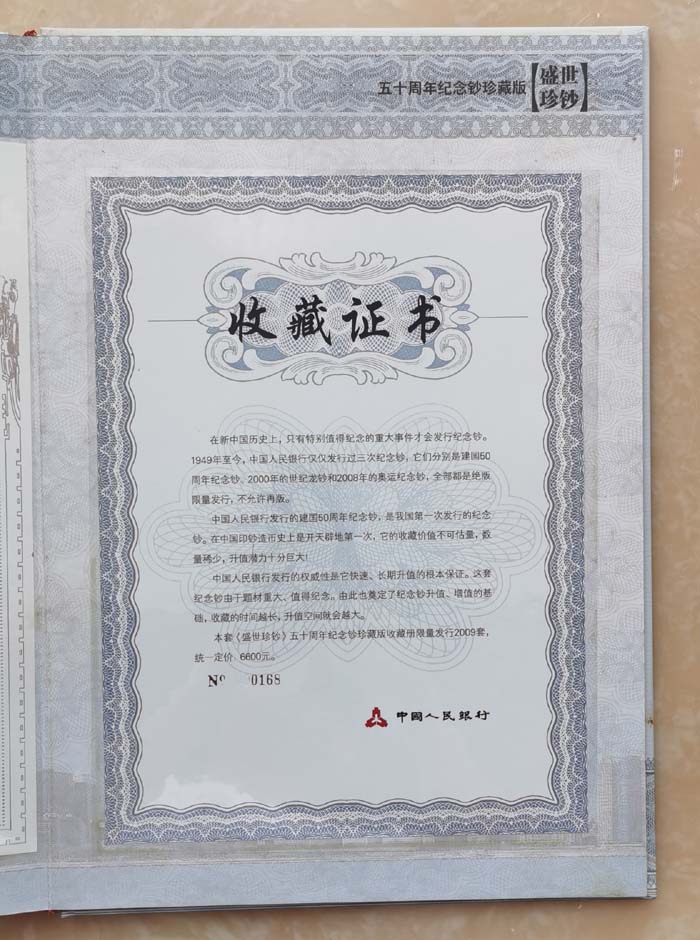 五十周年纪念钞珍藏版
【盛世
珍钞】
收藏证书
在新中国历史上，只有特别值得纪念的重大事件才会发行纪念钞。
1949年至今，中国人民银行仅仅发行过三次纪念钞，它们分别是建国50
周年纪念钞、2000年的世纪龙钞和2008年的奥运纪念钞，全部都是绝版
限量发行，不允许再版。
中国人民银行发行的建国50周年纪念钞，是我国第一次发行的纪念
钞。在中国印钞造币史上是开天辟地第一次，它的收藏价值不可估量，数
量稀少，升值潜力十分巨大！
中国人民银行发行的权威性是它快速、长期升值的根本保证。这套
纪念钞由于题材重大、值得纪念。由此也奠定了纪念钞升值、增值的基
础，收藏的时间越长，升值空间就会越大。
本套《盛世珍钞》五十周年纪念钞珍藏版收藏册限量发行2009套，
统一定价：6600元。
Nº 0168
中國人民銀行